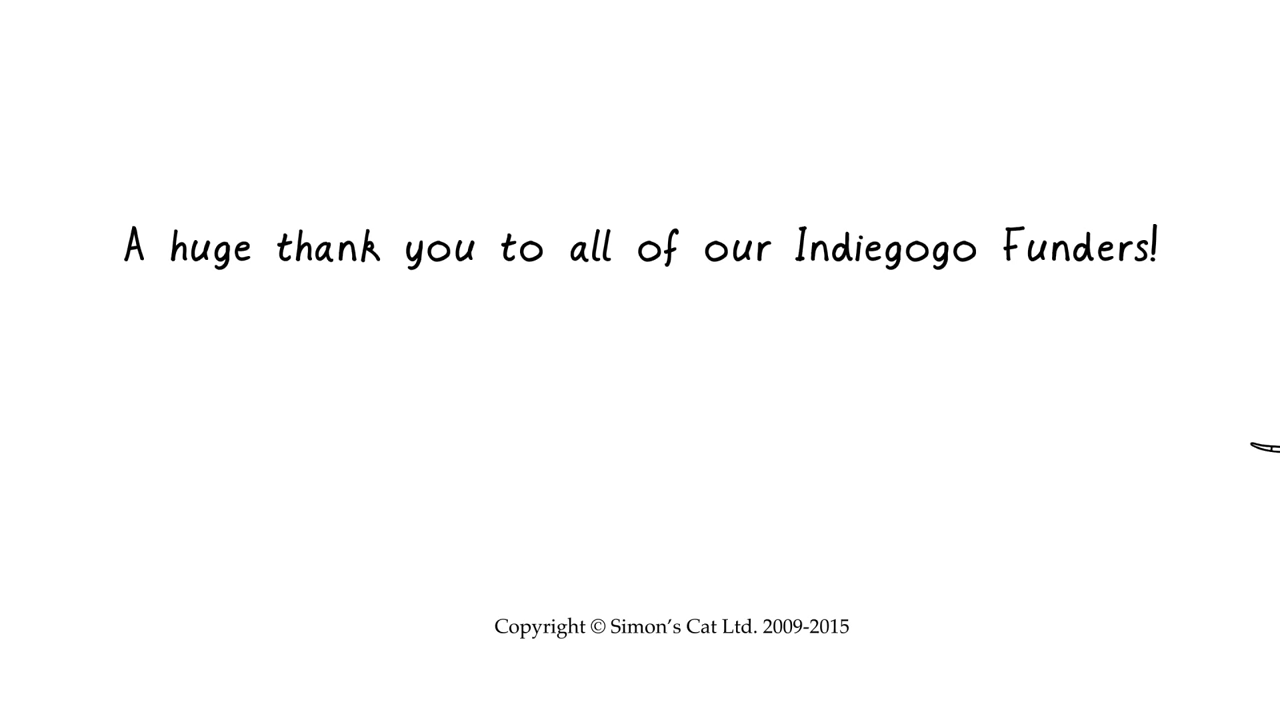 A huge thank you to all of our Indiegogo Funders!
Copyright © Simon’s Cat Ltd. 2009-2015